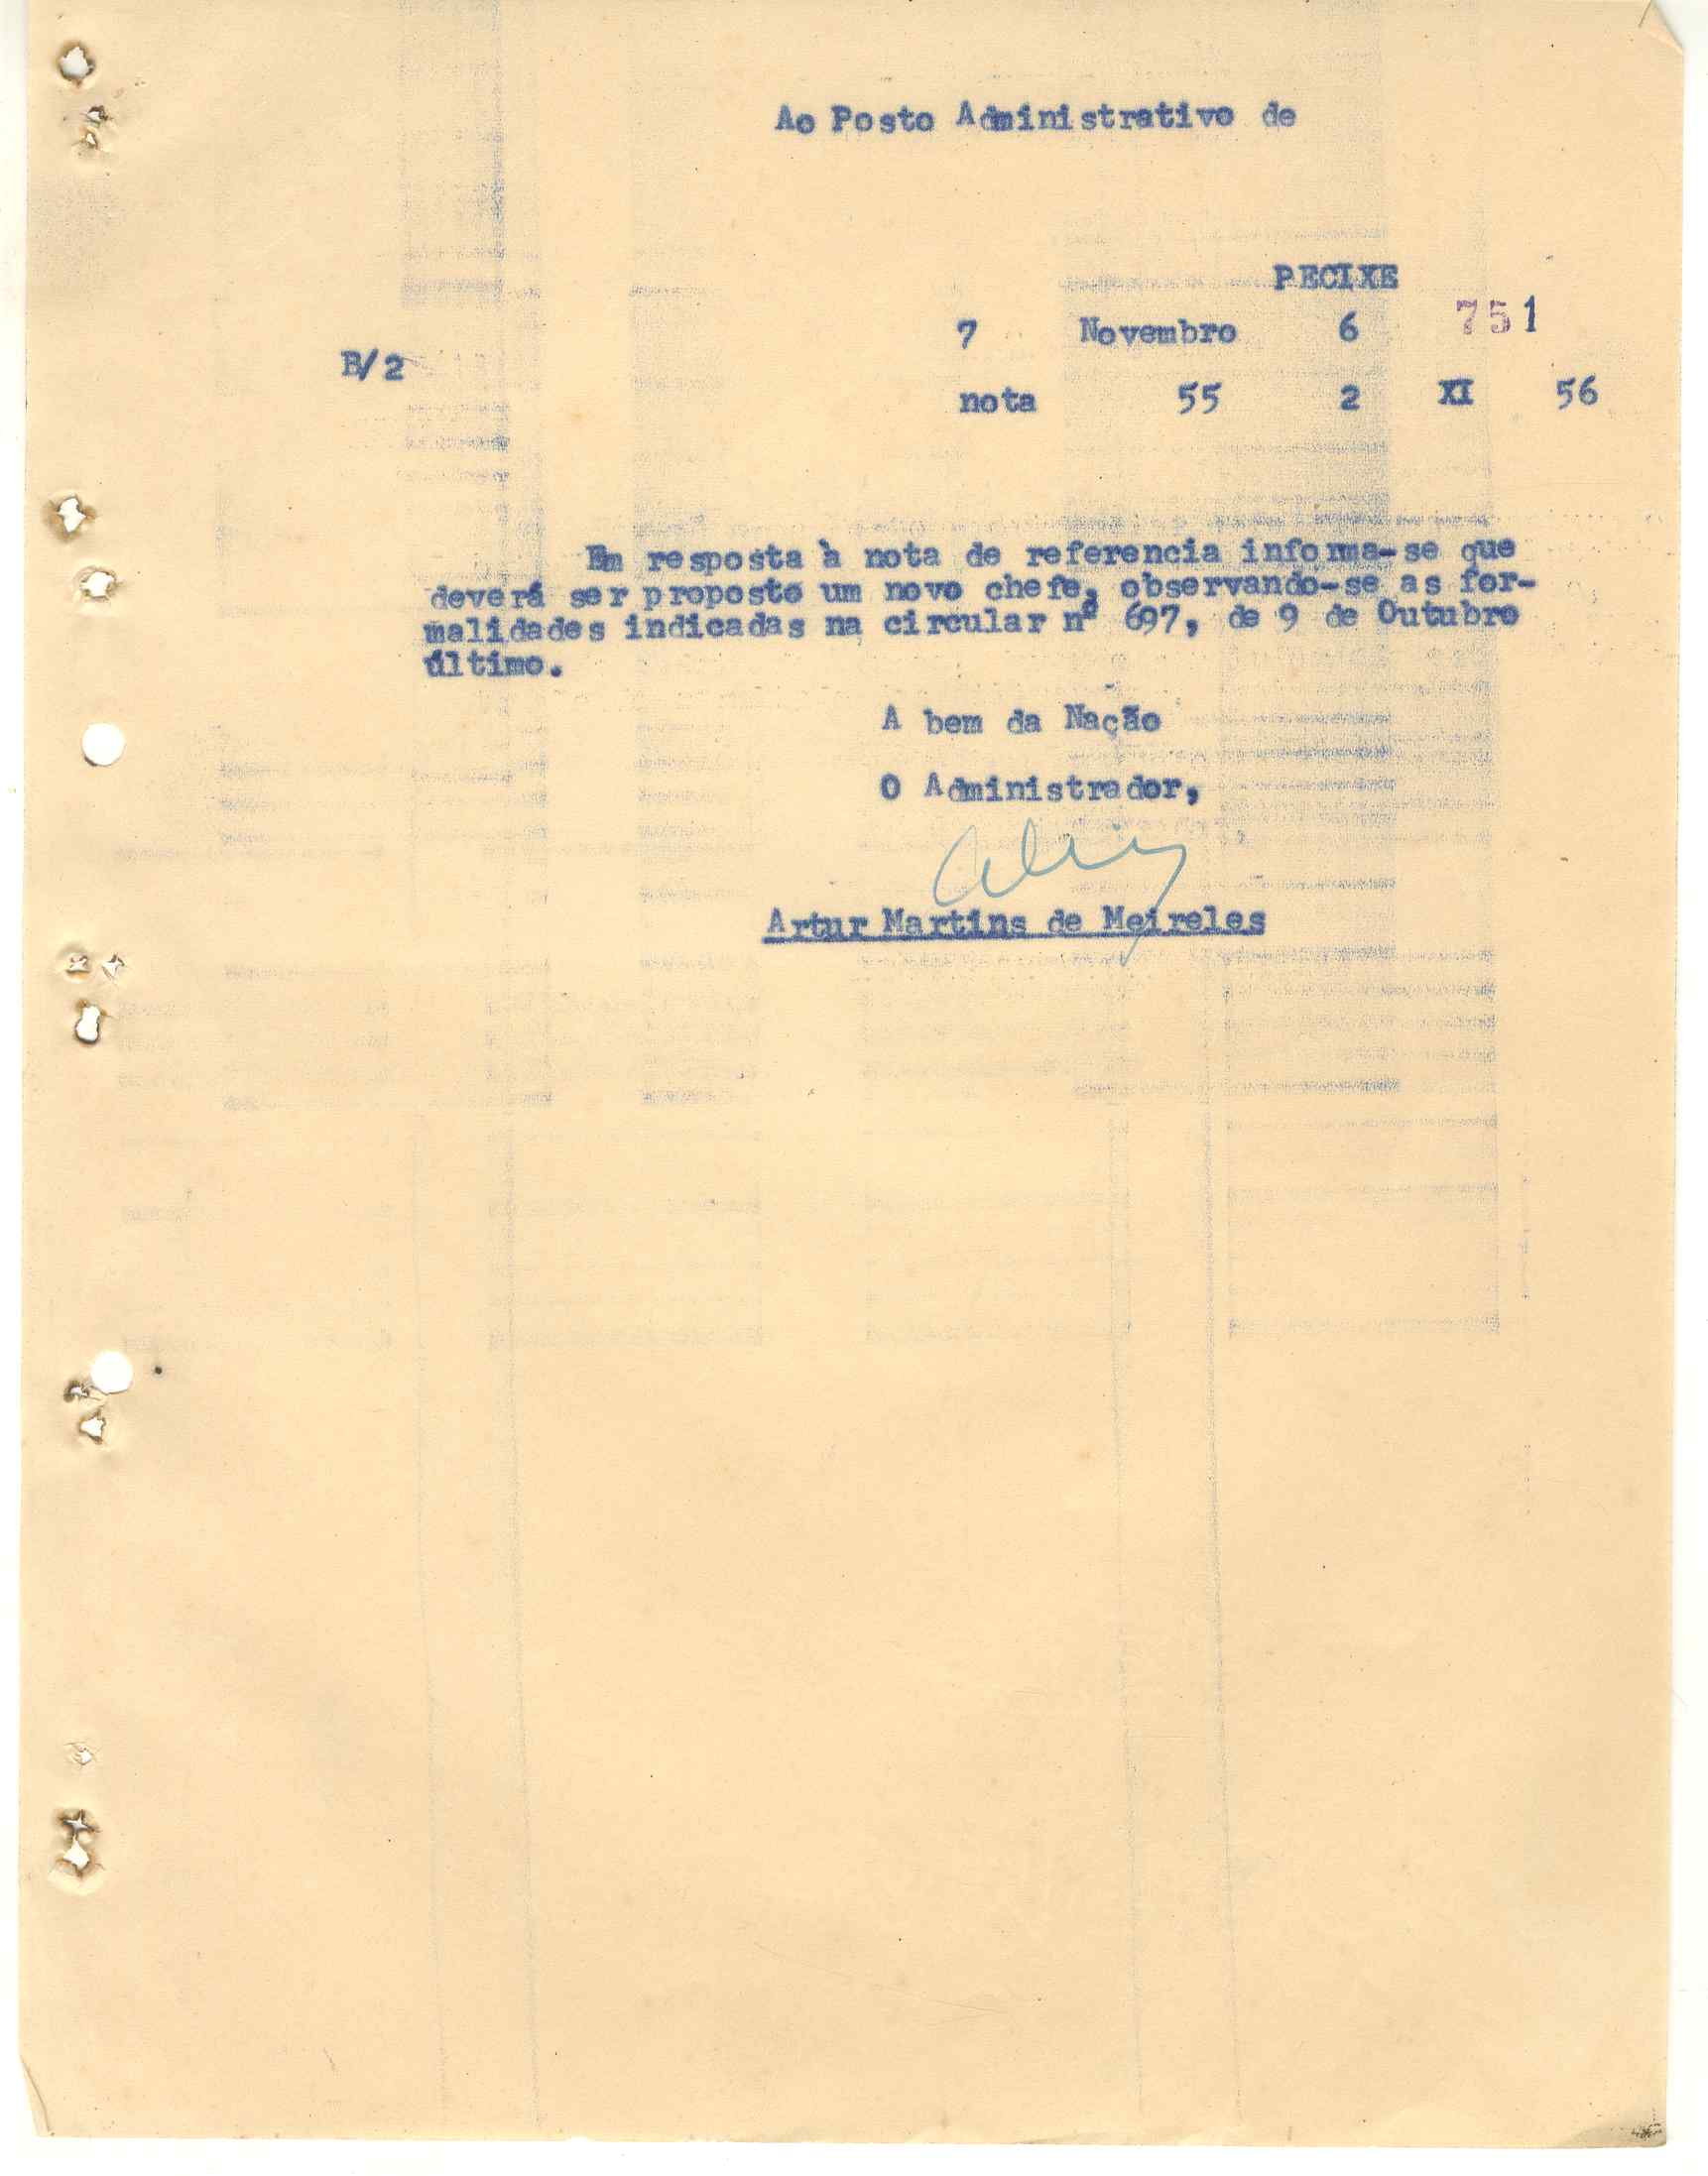 Ao Posto Administrativo de
PECIXE
7 Novembro 6 751
B/2
nota 55 2 XI 56
Em resposta à nota de referencia informa-se que
deverá ser proposto um novo chefe, observando-se as for-
malidades indicadas na circular nº 697, de 9 de Outubro
último.
A bem da Nação
O Administrador,
Artur Martins de Meireles